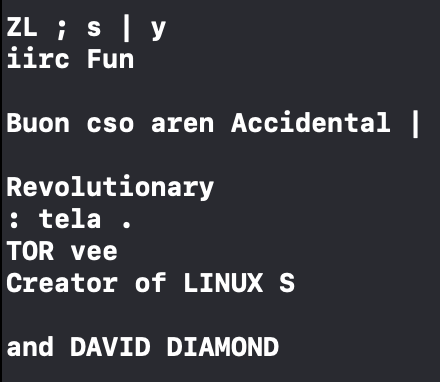 ZL ; s | y
iirc Fun
Buon cso aren Accidental |
Revolutionary
: tela .
TOR vee
Creator of LINUX S
and DAVID DIAMOND